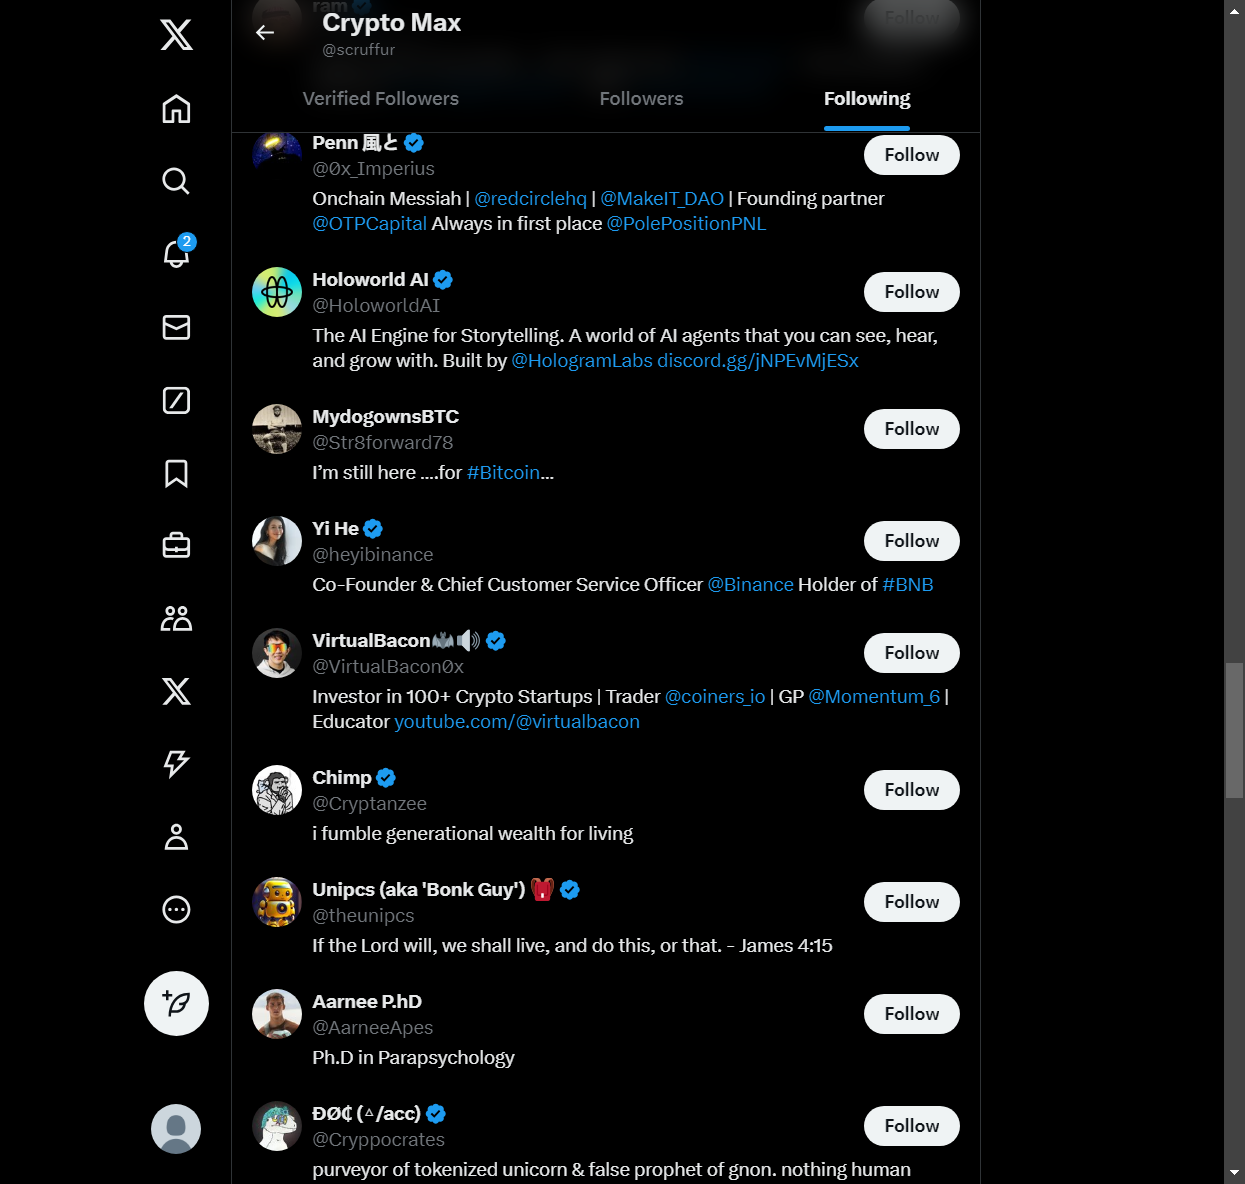 ram
Crypto Max
Follow
@scruffur
Verified Followers
Followers
Following
Penn 風と
Follow
@0x_Imperius
Onchain Messiah | @redcirclehq | @MakeIT_DAO | Founding partner
@OTPCapital Always in first place @PolePositionPNL
2
Holoworld AI
Follow
@HoloworldAI
The AI Engine for Storytelling. A world of AI agents that you can see, hear,
and grow with. Built by @HologramLabs discord.gg/jNPEvMjESx
MydogownsBTC
Follow
@Str8forward78
I’m still here ....for #Bitcoin...
Yi He
Follow
@heyibinance
Co-Founder & Chief Customer Service Officer @Binance Holder of #BNB
VirtualBacon🦇🔊
Follow
@VirtualBacon0x
Investor in 100+ Crypto Startups | Trader @coiners_io | GP @Momentum_6 |
Educator youtube.com/@virtualbacon
Chimp
Follow
@Cryptanzee
i fumble generational wealth for living
Unipcs (aka 'Bonk Guy') 🎒
Follow
@theunipcs
If the Lord will, we shall live, and do this, or that. - James 4:15
Aarnee P.hD
Follow
@AarneeApes
Ph.D in Parapsychology
ÐØ₵ (△/acc)
Follow
@Cryppocrates
purveyor of tokenized unicorn & false prophet of gnon. nothing human